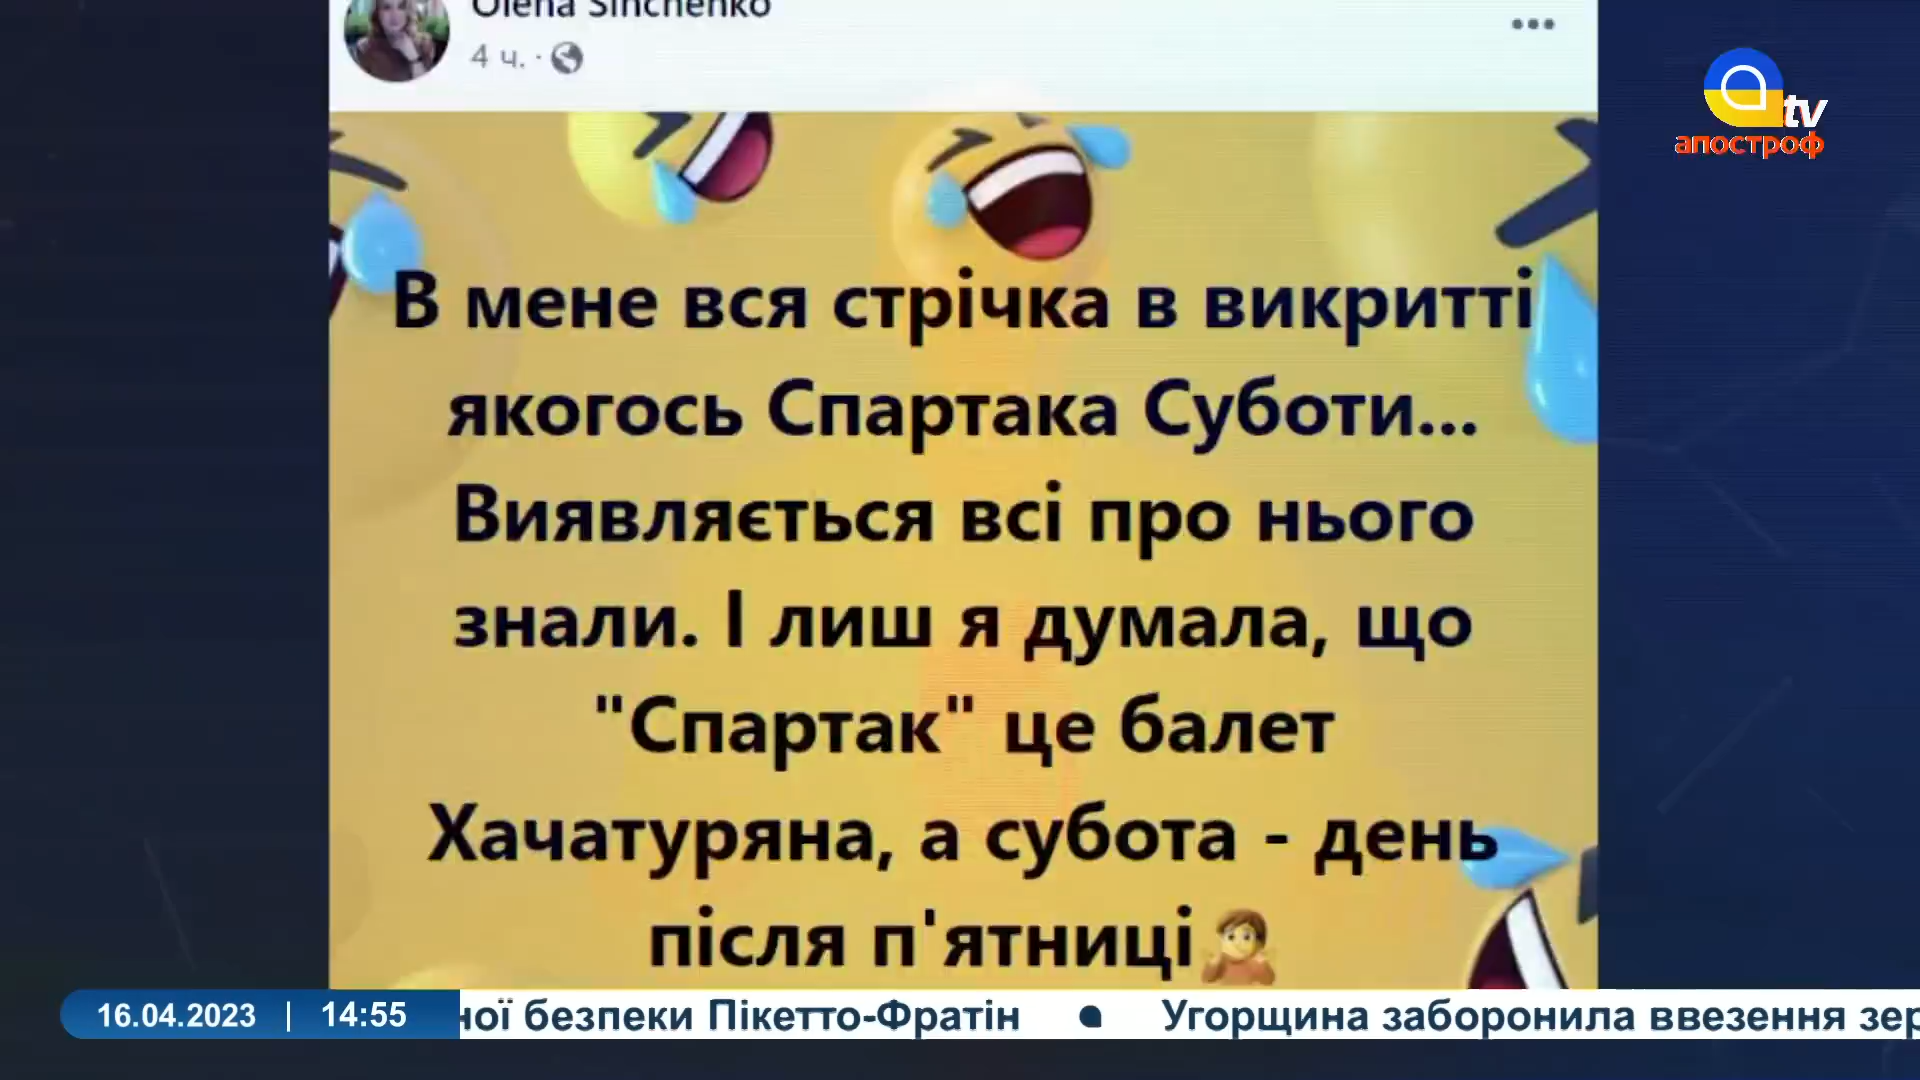 Olena Sinchenko
4 ч.
tv
апостроф
В мене вся стрічка в викритті
якогось Спартака Суботи...
Виявляється всі про нього
знали. І лиш я думала, що
"Спартак" це балет
Хачатуряна, а субота - день
після п'ятниці
16.04.2023 | 14:55
ної безпеки Пікетто-Фратін ● Угорщина заборонила ввезення зер